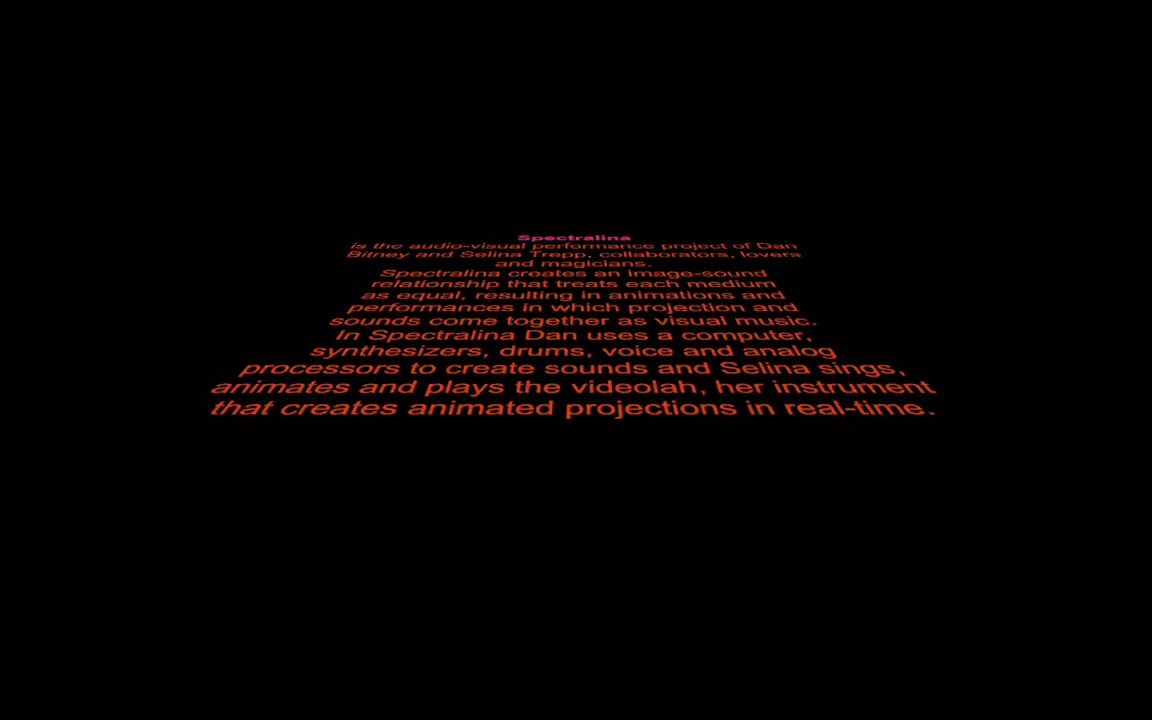 Spectralina
is the audio-visual performance project of Dan
Bitney and Selina Trepp, collaborators, lovers
and magicians.
Spectralina creates an image-sound
relationship that treats each medium
as equal, resulting in animations and
performances in which projection and
sounds come together as visual music.
In Spectralina Dan uses a computer,
synthesizers, drums, voice and analog
processors to create sounds and Selina sings,
animates and plays the videolah, her instrument
that creates animated projections in real-time.